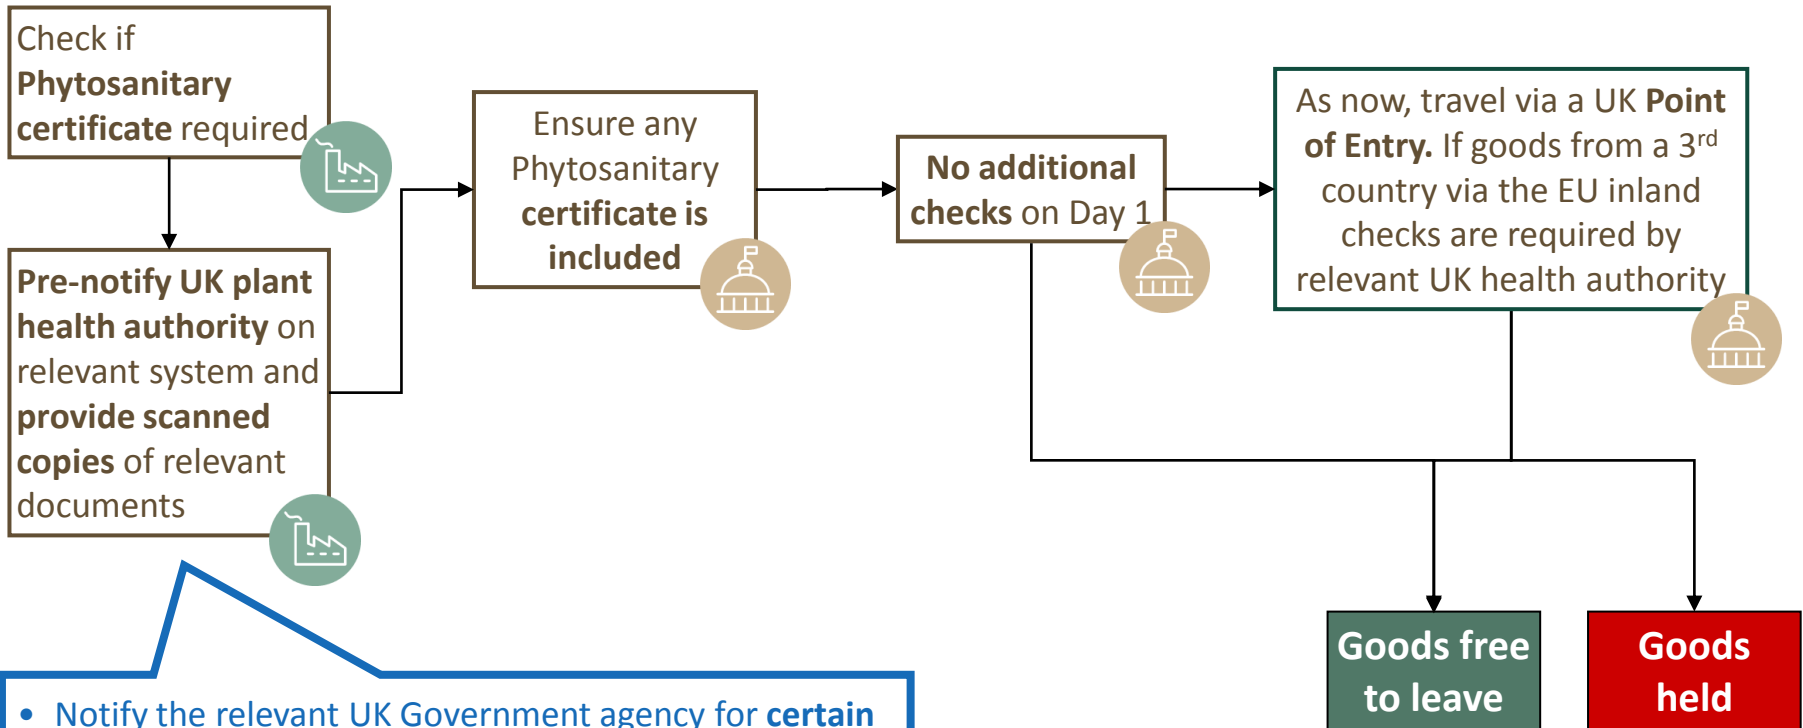 Check if
Phytosanitary
certificate required
Pre-notify UK plant
health authority on
relevant system and
provide scanned
copies of relevant
documents
Ensure any
Phytosanitary
certificate is
included
No additional
checks on Day 1
As now, travel via a UK Point
of Entry. If goods from a 3rd
country via the EU inland
checks are required by
relevant UK health authority
Goods free
to leave
Goods
held
• Notify the relevant UK Government agency for certain